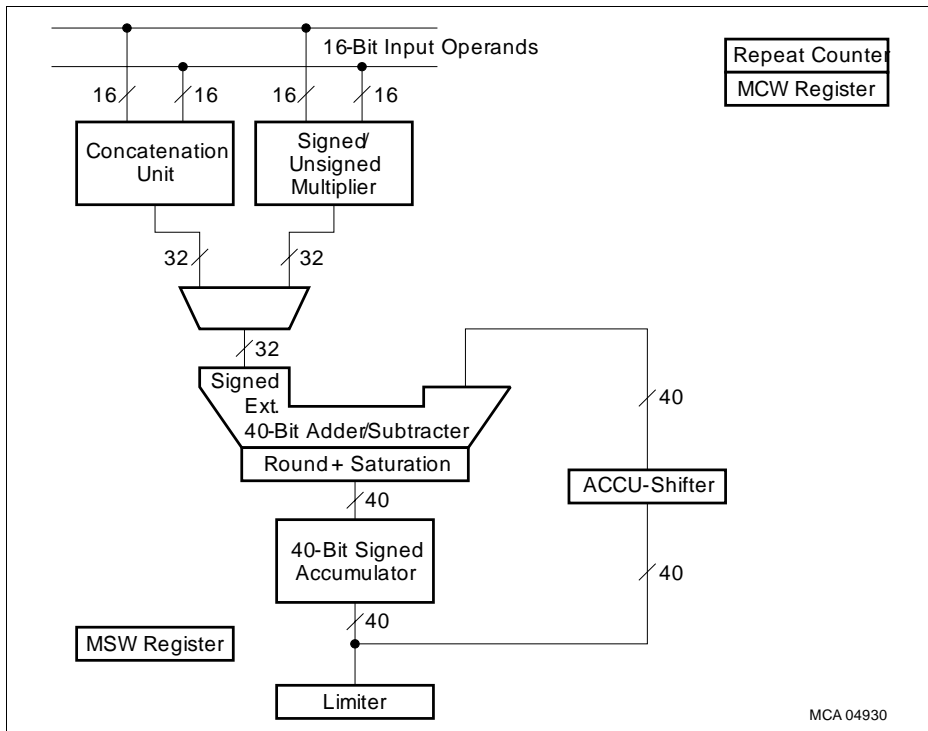 16-Bit Input Operands
Repeat Counter
MCW Register
16
16
16
16
Concatenation
Unit
Signed/
Unsigned
Multiplier
32
32
32
Signed
Ext.
40-Bit Adder/Subtracter
Round + Saturation
40
ACCU-Shifter
40
40-Bit Signed
Accumulator
40
40
MSW Register
Limiter
MCA 04930